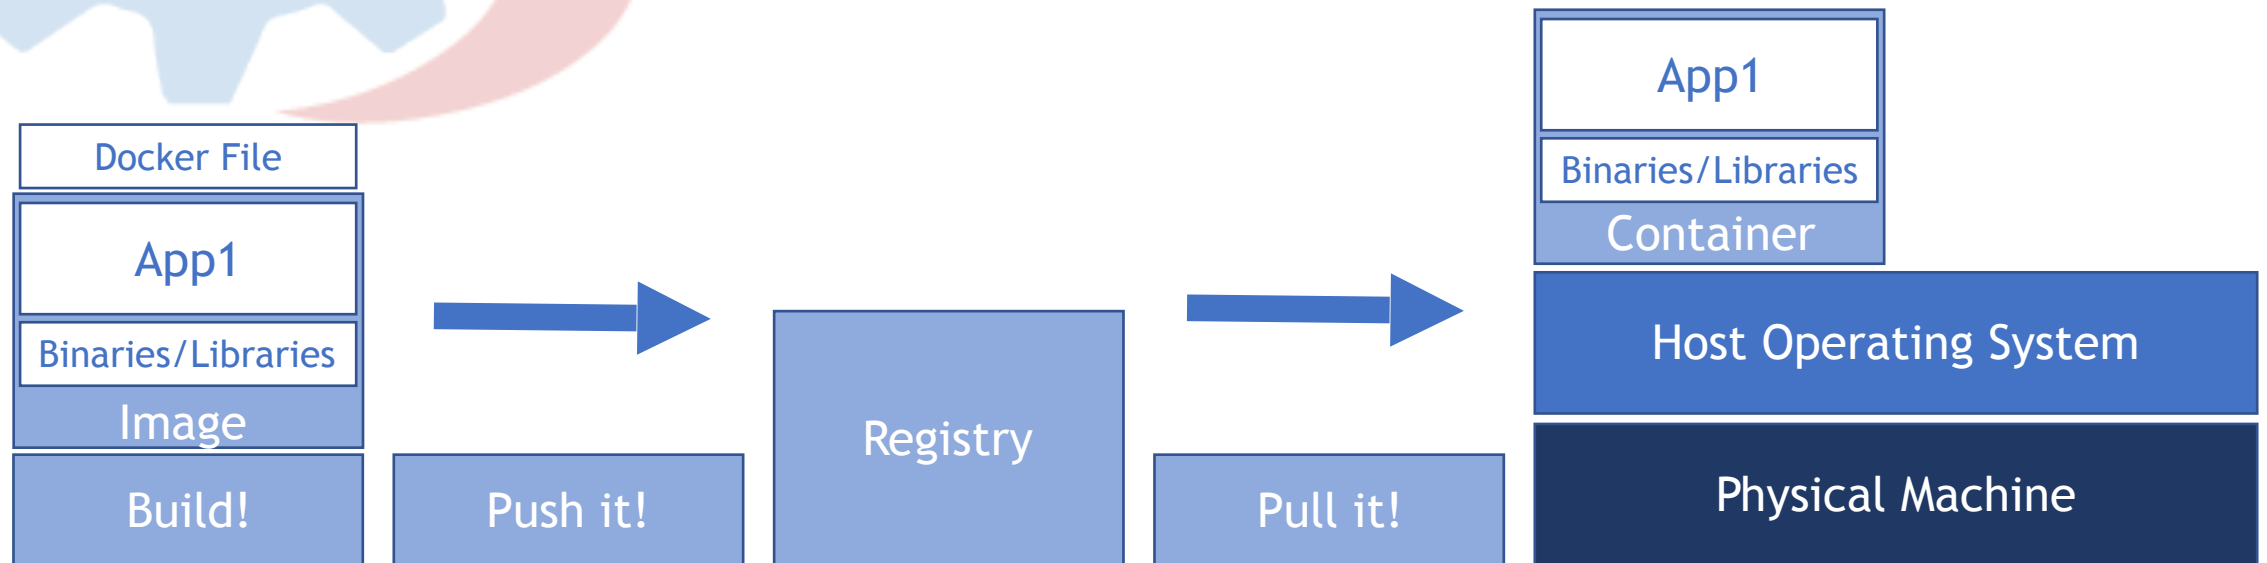 Docker File
App1
Binaries/Libraries
Image
Build!
Push it!
Registry
Pull it!
App1
Binaries/Libraries
Container
Host Operating System
Physical Machine